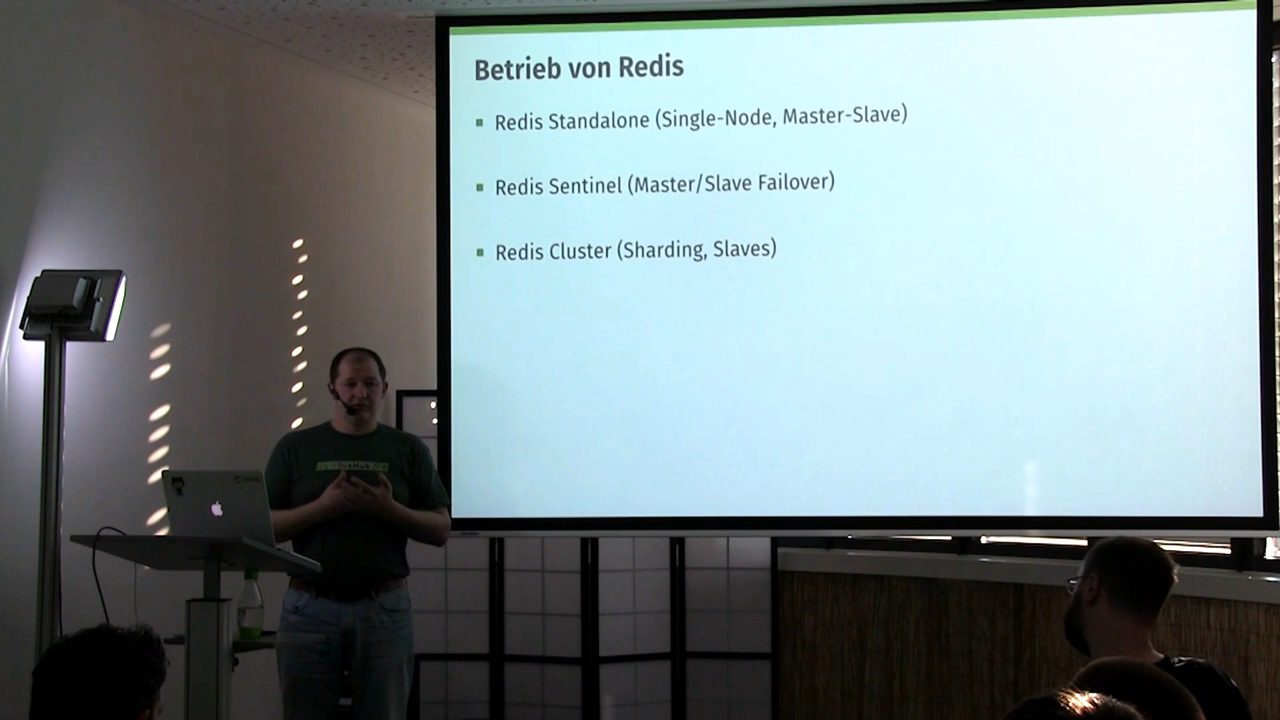 Betrieb von Redis
Redis Standalone (Single-Node, Master-Slave)
Redis Sentinel (Master/Slave Failover)
Redis Cluster (Sharding, Slaves)